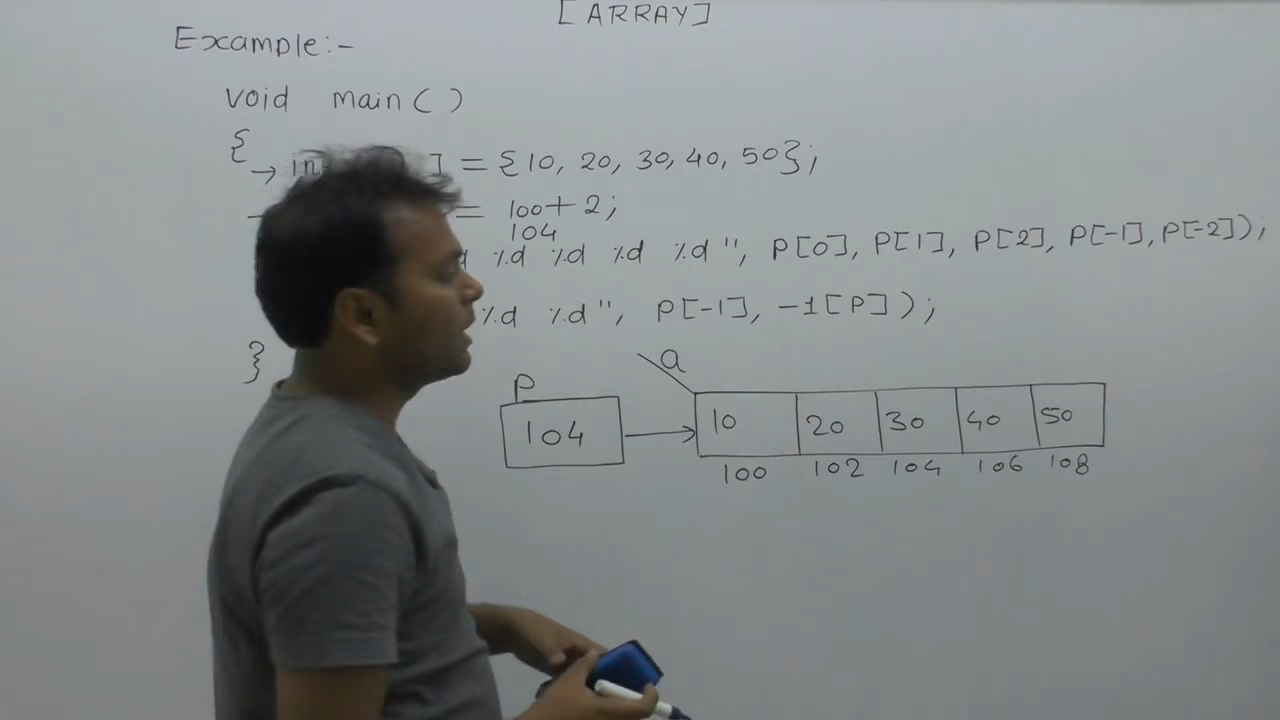 [ARRAY]
Example:-
void main()
{
→ in ] = {10, 20, 30, 40, 50};
= 100+2;
104
%d %d %d %d", P[0], P[1], P[2], P[-1], P[-2]);
%d %d", P[-1], -1[P]);
}
a
P
104 → 10 20 30 40 50
100 102 104 106 108